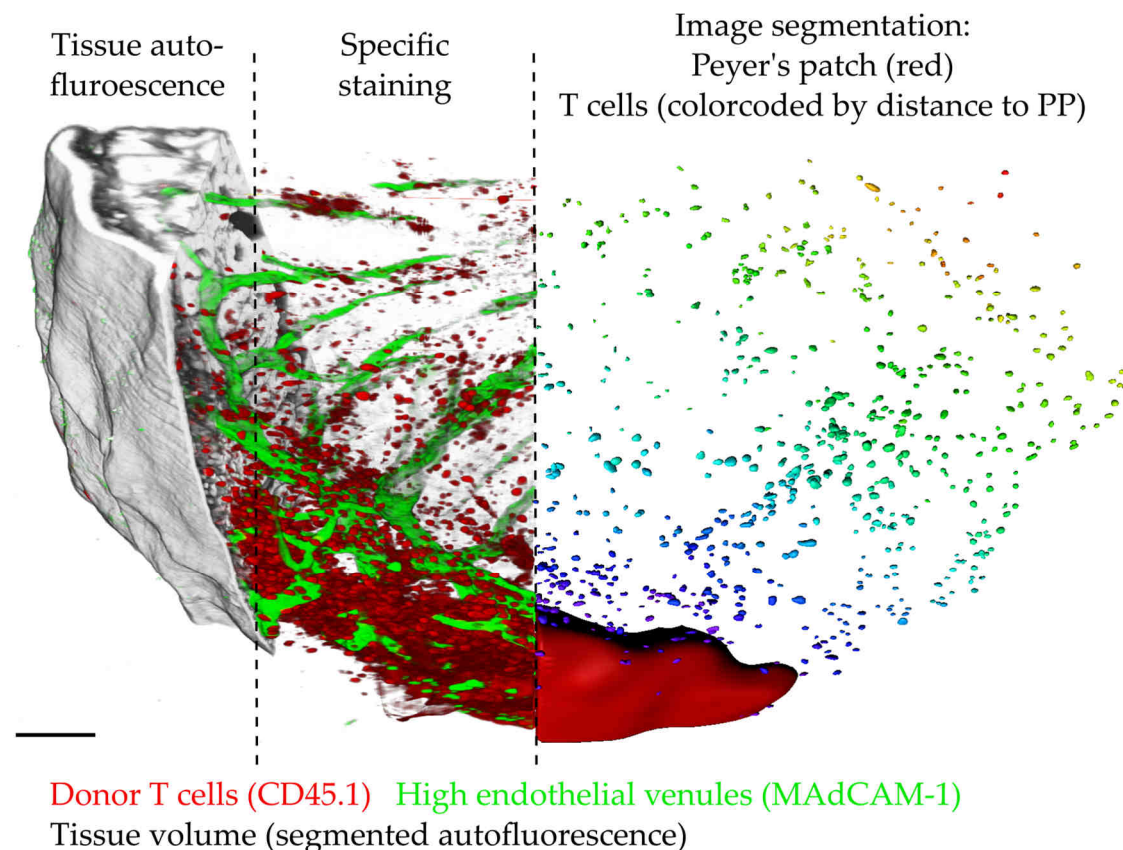 Tissue auto-
fluroescence
Specific
staining
Image segmentation:
Peyer's patch (red)
T cells (colorcoded by distance to PP)
Donor T cells (CD45.1) High endothelial venules (MAdCAM-1)
Tissue volume (segmented autofluorescence)